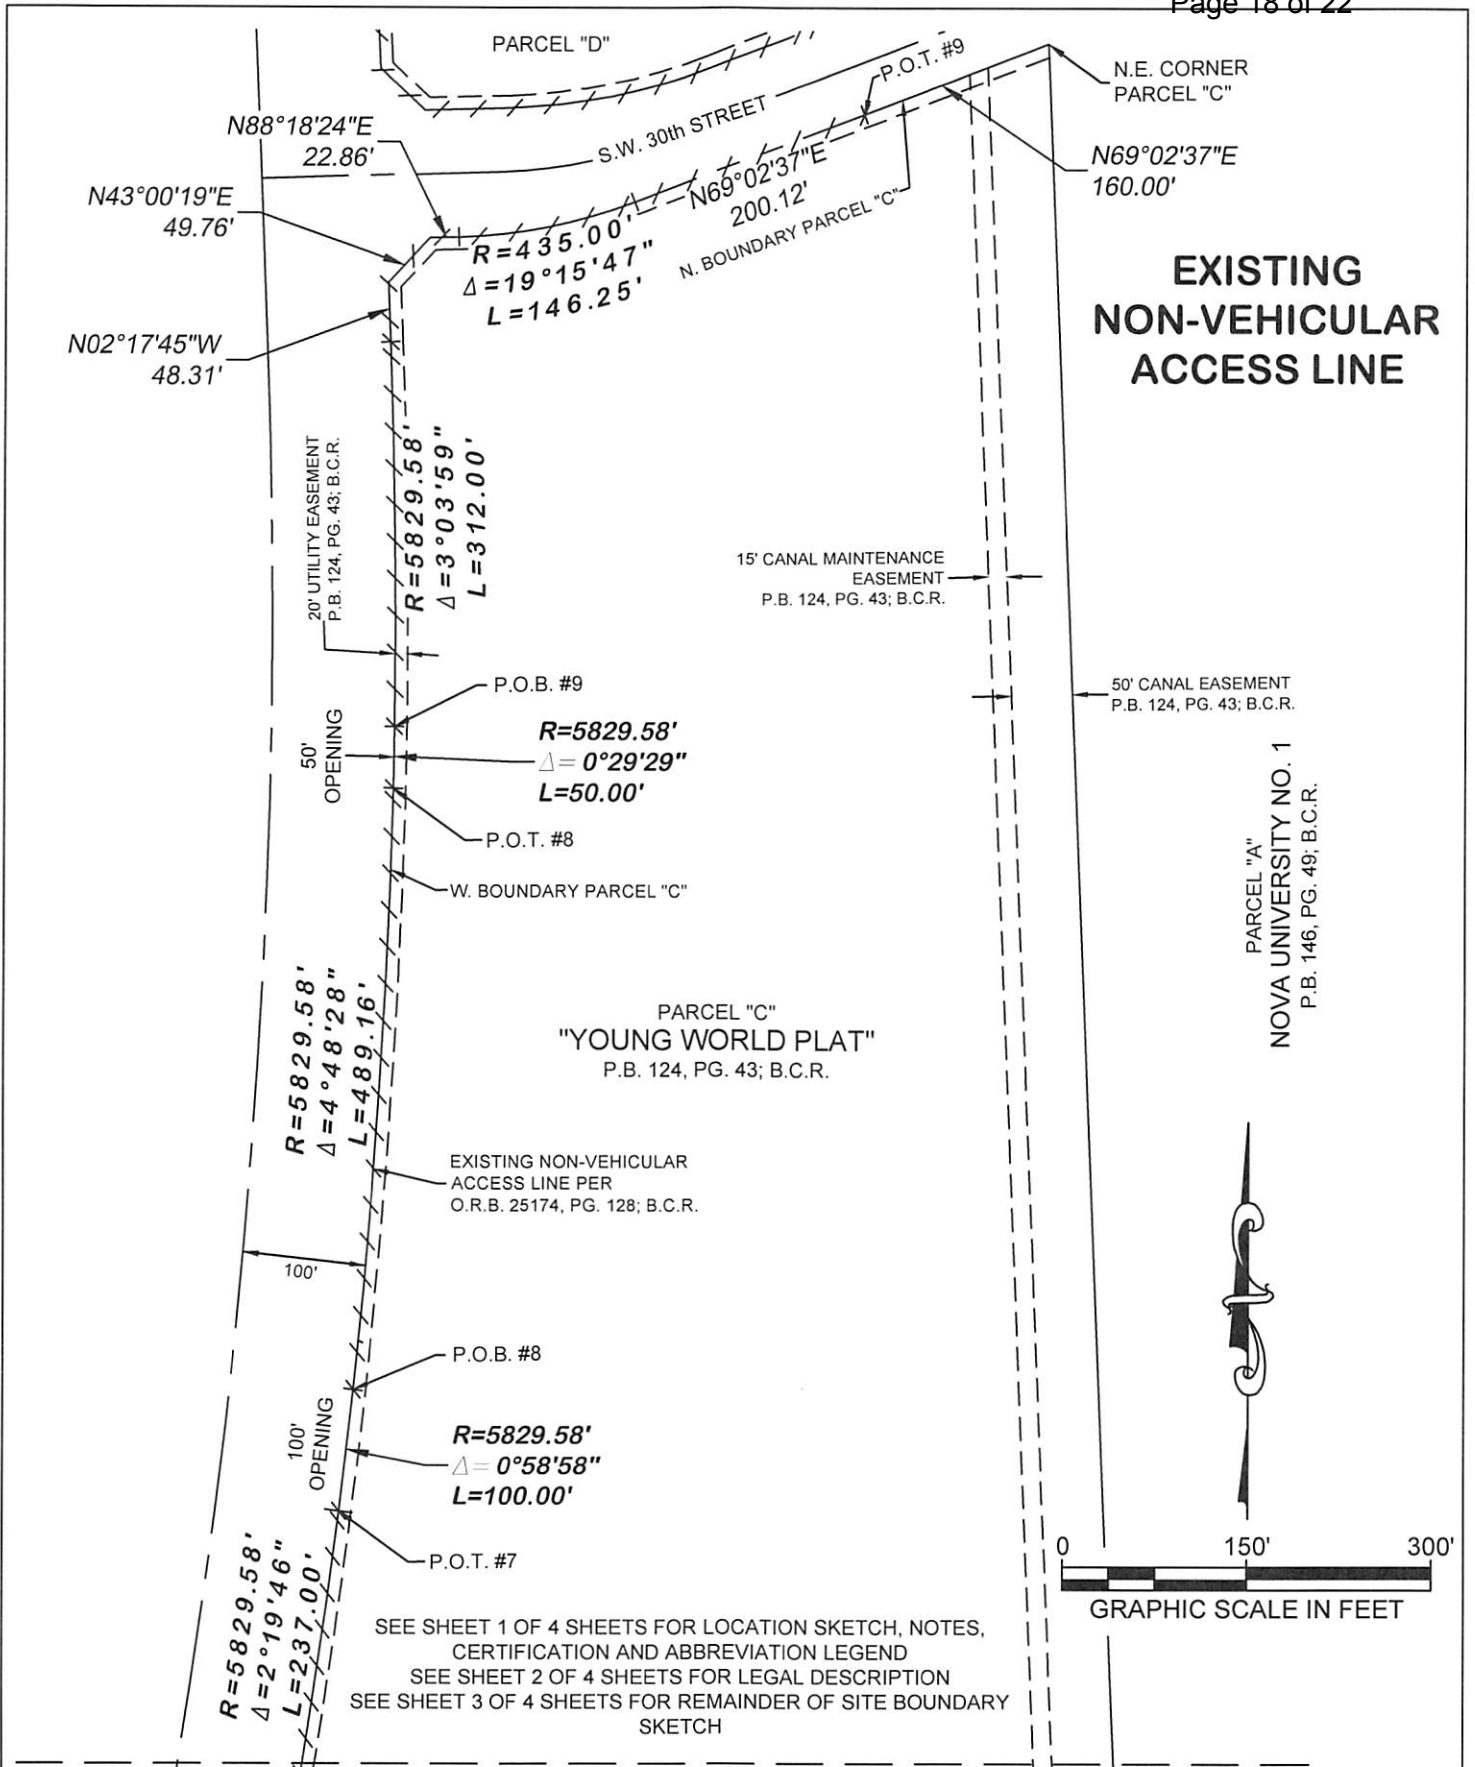 Page 18 of 22
PARCEL "D"
P.O.T. #9
N.E. CORNER
PARCEL "C"
N88°18'24"E
22.86'
S.W. 30th STREET
N69°02'37"E
160.00'
N43°00'19"E
49.76'
N69°02'37"E
200.12'
N. BOUNDARY PARCEL "C"
R=435.00'
Δ=19°15'47"
L=146.25'
EXISTING
NON-VEHICULAR
ACCESS LINE
N02°17'45"W
48.31'
20' UTILITY EASEMENT
P.B. 124, PG. 43; B.C.R.
R=5829.58'
Δ=3°03'59"
L=312.00'
15' CANAL MAINTENANCE
EASEMENT
P.B. 124, PG. 43; B.C.R.
P.O.B. #9
50' CANAL EASEMENT
P.B. 124, PG. 43; B.C.R.
50'
OPENING
R=5829.58'
Δ= 0°29'29"
L=50.00'
P.O.T. #8
W. BOUNDARY PARCEL "C"
PARCEL "A"
NOVA UNIVERSITY NO. 1
P.B. 146, PG. 49; B.C.R.
R=5829.58'
Δ=4°48'28"
L=489.16'
PARCEL "C"
"YOUNG WORLD PLAT"
P.B. 124, PG. 43; B.C.R.
EXISTING NON-VEHICULAR
ACCESS LINE PER
O.R.B. 25174, PG. 128; B.C.R.
100'
P.O.B. #8
100'
OPENING
R=5829.58'
Δ= 0°58'58"
L=100.00'
P.O.T. #7
R=5829.58'
Δ=2°19'46"
L=237.00'
0 150' 300'
GRAPHIC SCALE IN FEET
SEE SHEET 1 OF 4 SHEETS FOR LOCATION SKETCH, NOTES,
CERTIFICATION AND ABBREVIATION LEGEND
SEE SHEET 2 OF 4 SHEETS FOR LEGAL DESCRIPTION
SEE SHEET 3 OF 4 SHEETS FOR REMAINDER OF SITE BOUNDARY
SKETCH